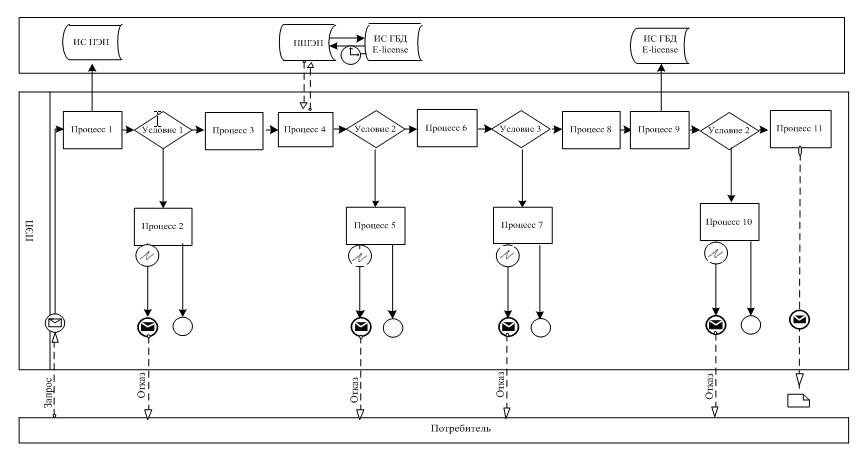 ИС ПЭП
ПШЭП
ИС ГБД
E-license
ИС ГБД
E-license
ПЭП
Процесс 1
Условие 1
Процесс 3
Процесс 4
Условие 2
Процесс 6
Условие 3
Процесс 8
Процесс 9
Условие 2
Процесс 11
Процесс 2
Процесс 5
Процесс 7
Процесс 10
Запрос
Отказ
Отказ
Отказ
Отказ
Потребитель